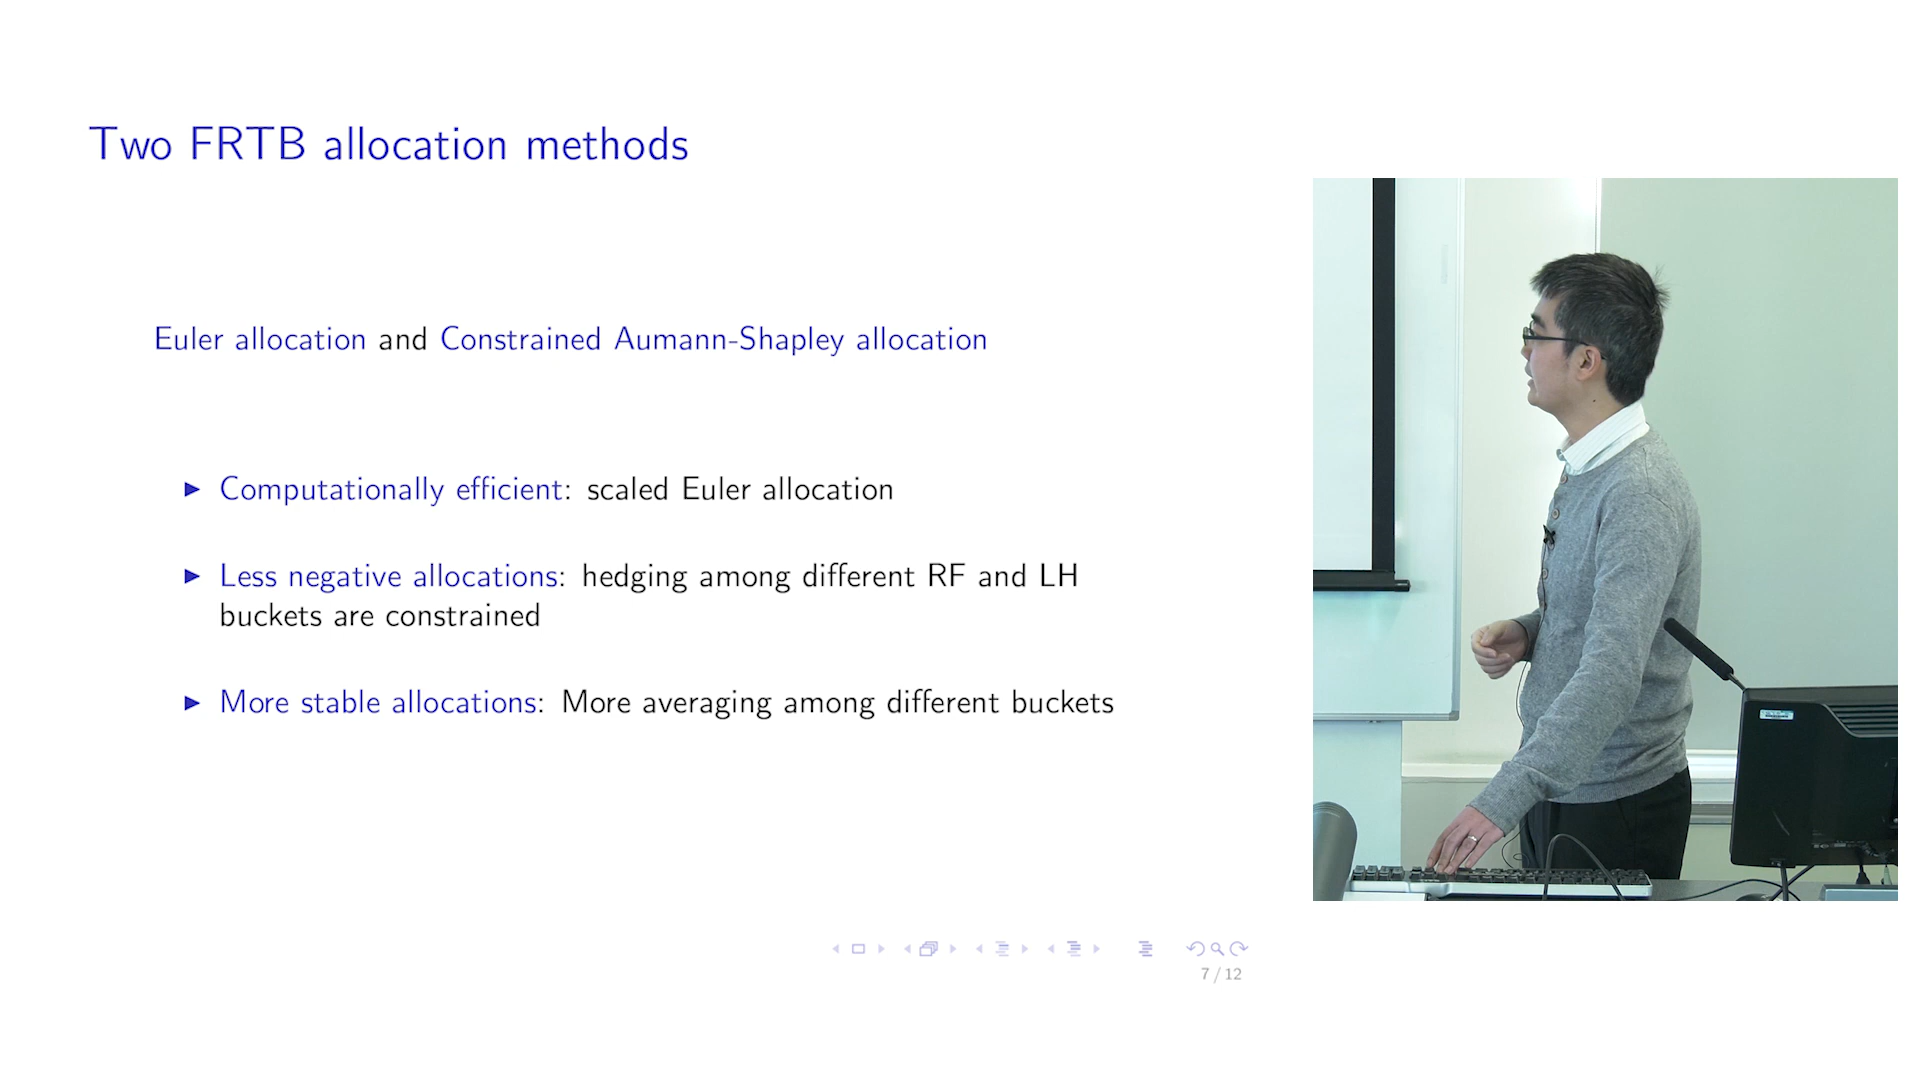 Two FRTB allocation methods
Euler allocation and Constrained Aumann-Shapley allocation
Computationally efficient: scaled Euler allocation
Less negative allocations: hedging among different RF and LH
buckets are constrained
More stable allocations: More averaging among different buckets
7 / 12